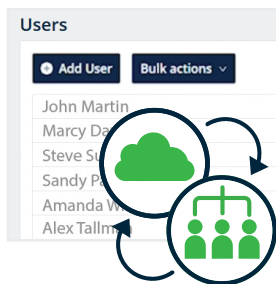 Users
Add User Bulk actions
John Martin
Marcy
Steve
Sandy
Amanda
Alex Tallman